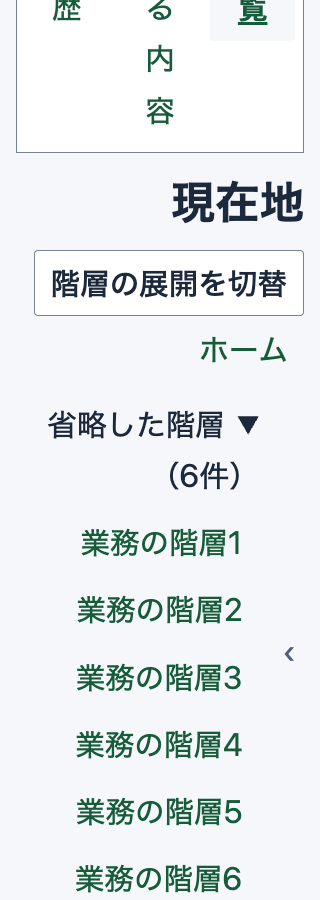 歴
る
内
容
覧
現在地
階層の展開を切替
ホーム
省略した階層 ▼
（6件）
業務の階層1
業務の階層2
‹
業務の階層3
業務の階層4
業務の階層5
業務の階層6